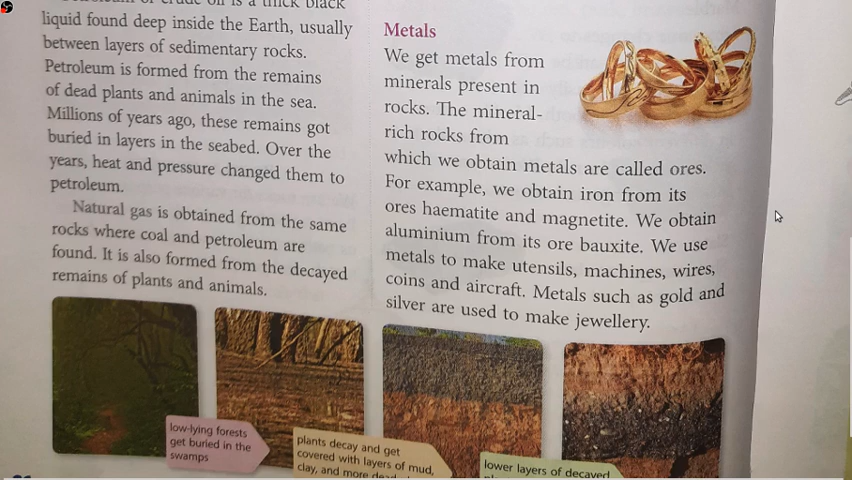 Petroleum or crude oil is a thick black
liquid found deep inside the Earth, usually
between layers of sedimentary rocks.
Petroleum is formed from the remains
of dead plants and animals in the sea.
Millions of years ago, these remains got
buried in layers in the seabed. Over the
years, heat and pressure changed them to
petroleum.
Natural gas is obtained from the same
rocks where coal and petroleum are
found. It is also formed from the decayed
remains of plants and animals.
Metals
We get metals from
minerals present in
rocks. The mineral-
rich rocks from
which we obtain metals are called ores.
For example, we obtain iron from its
ores haematite and magnetite. We obtain
aluminium from its ore bauxite. We use
metals to make utensils, machines, wires,
coins and aircraft. Metals such as gold and
silver are used to make jewellery.
low-lying forests
get buried in the
swamps
plants decay and get
covered with layers of mud,
clay, and more
lower layers of decayed